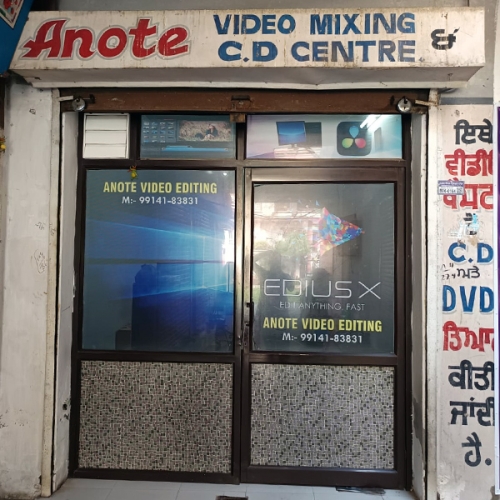 Anote VIDEO MIXING &
C.D CENTRE
ANOTE VIDEO EDITING
M:- 99141-83831
EDIUS X
EDIT ANYTHING. FAST
ANOTE VIDEO EDITING
M:- 99141-83831
ਇਥੇ
ਵੀਡੀਓ
ਤੋਂ
C.D
ਅਤੇ
DVD
ਤਿਆਰ
ਕੀਤੀ
ਜਾਂਦੀ
ਹੈ.